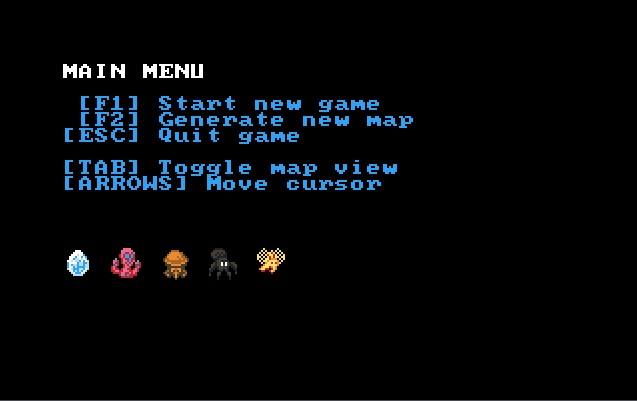 MAIN MENU
[F1] Start new game
[F2] Generate new map
[ESC] Quit game
[TAB] Toggle map view
[ARROWS] Move cursor